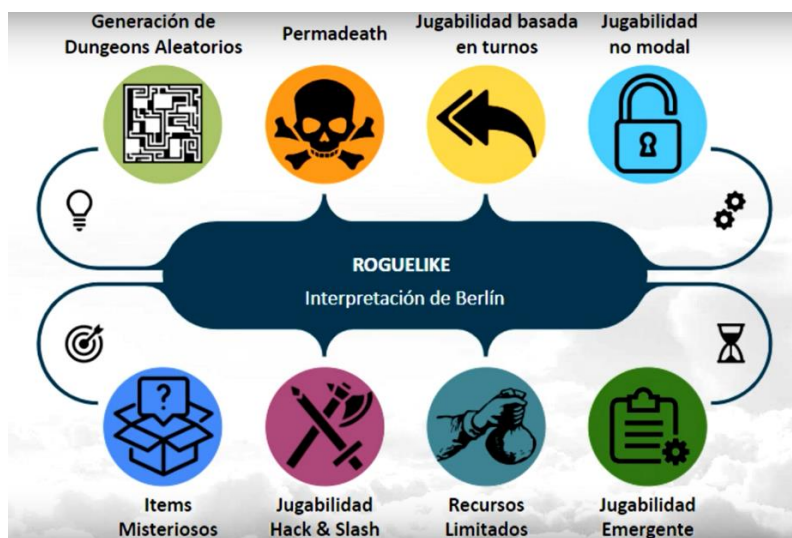 Generación de
Dungeons Aleatorios
Permadeath
Jugabilidad basada
en turnos
Jugabilidad
no modal
ROGUELIKE
Interpretación de Berlín
?
Items
Misteriosos
Jugabilidad
Hack & Slash
Recursos
Limitados
Jugabilidad
Emergente